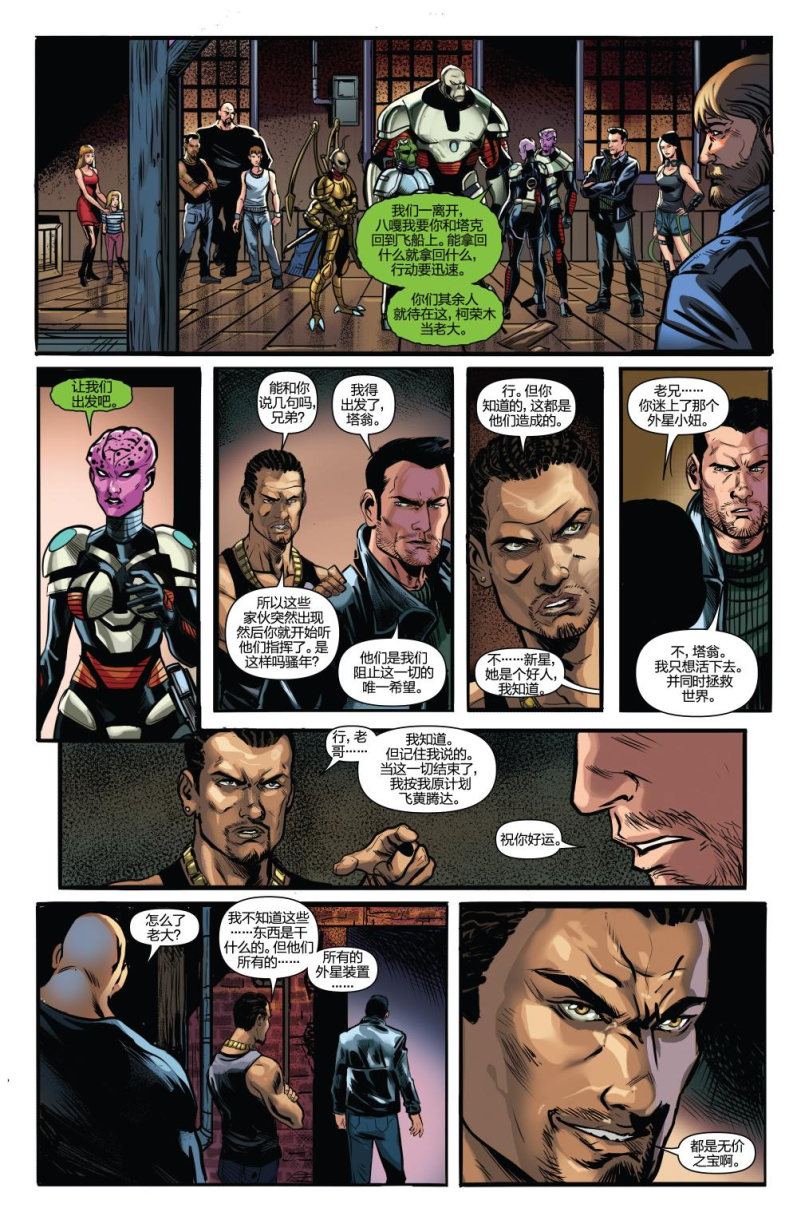 我们一离开，
八嘎我要你和塔克
回到飞船上。能拿回
什么就拿回什么，
行动要迅速。
你们其余人
就待在这，柯荣木
当老大。
让我们
出发吧。
能和你
说几句吗，
兄弟？
我得
出发了，
塔翁。
所以这些
家伙突然出现
然后你就开始听
他们指挥了。是
这样吗骚年？
他们是我们
阻止这一切的
唯一希望。
行。但你
知道的，这都是
他们造成的。
不……新星，
她是个好人，
我知道。
老兄……
你迷上了那个
外星小妞。
不，塔翁。
我只想活下去。
并同时拯救
世界。
行，老
哥……
我知道。
但记住我说的。
当这一切结束了，
我按我原计划
飞黄腾达。
祝你好运。
怎么了
老大？
我不知道这些
……东西是干
什么的。但他们
所有的……
所有的
外星装置
……
都是无价
之宝啊。